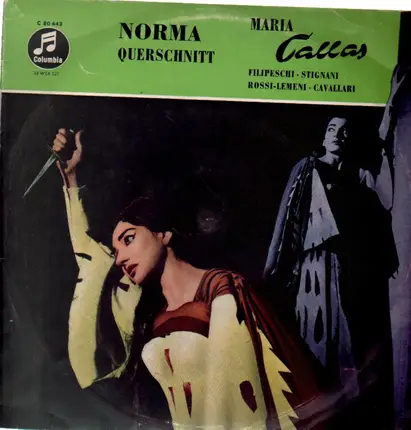 C 80 643
Columbia
NORMA
QUERSCHNITT
MARIA
Callas
FILIPESCHI - STIGNANI
ROSSI-LEMENI - CAVALLARI